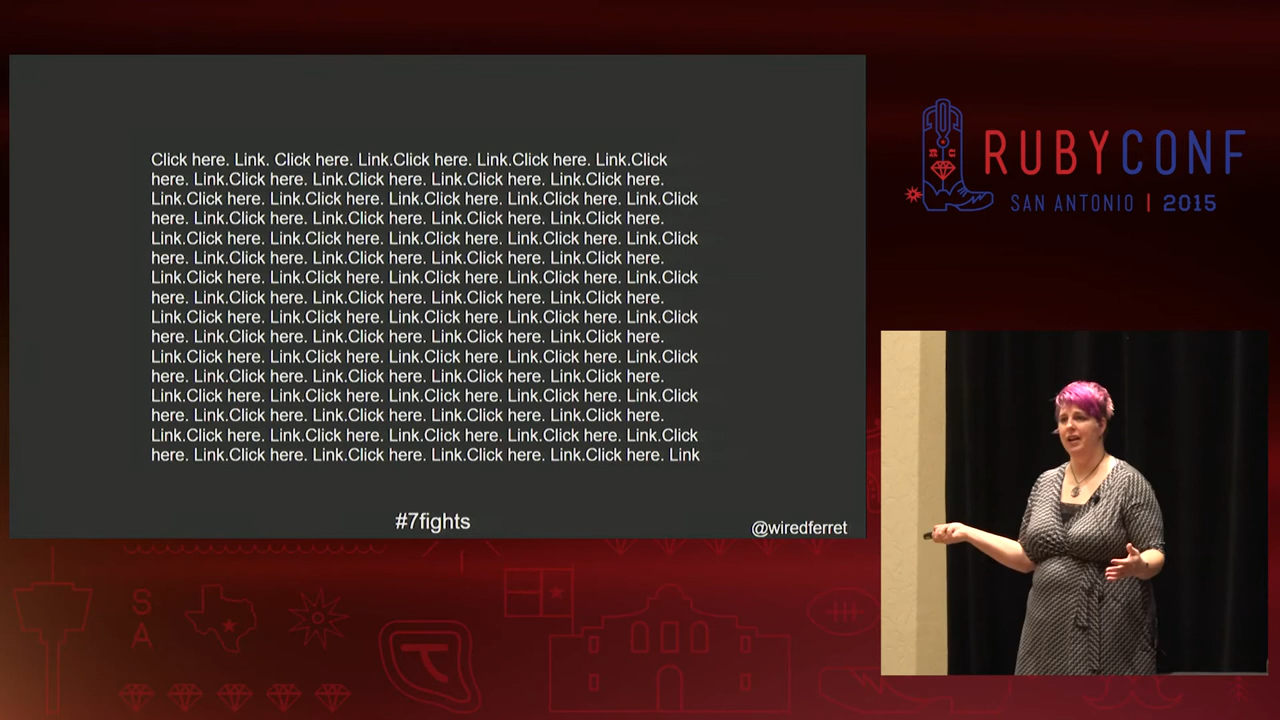 Click here. Link. Click here. Link.Click here. Link.Click here. Link.Click
here. Link.Click here. Link.Click here. Link.Click here. Link.Click here.
Link.Click here. Link.Click here. Link.Click here. Link.Click here. Link.Click
here. Link.Click here. Link.Click here. Link.Click here. Link.Click here.
Link.Click here. Link.Click here. Link.Click here. Link.Click here. Link.Click
here. Link.Click here. Link.Click here. Link.Click here. Link.Click here.
Link.Click here. Link.Click here. Link.Click here. Link.Click here. Link.Click
here. Link.Click here. Link.Click here. Link.Click here. Link.Click here.
Link.Click here. Link.Click here. Link.Click here. Link.Click here. Link.Click
here. Link.Click here. Link.Click here. Link.Click here. Link.Click here.
Link.Click here. Link.Click here. Link.Click here. Link.Click here. Link.Click
here. Link.Click here. Link.Click here. Link.Click here. Link.Click here.
Link.Click here. Link.Click here. Link.Click here. Link.Click here. Link.Click
here. Link.Click here. Link.Click here. Link.Click here. Link.Click here.
Link.Click here. Link.Click here. Link.Click here. Link.Click here. Link.Click
here. Link.Click here. Link.Click here. Link.Click here. Link.Click here. Link
#7fights
@wiredferret
RUBYCONF
SAN ANTONIO | 2015
S
A